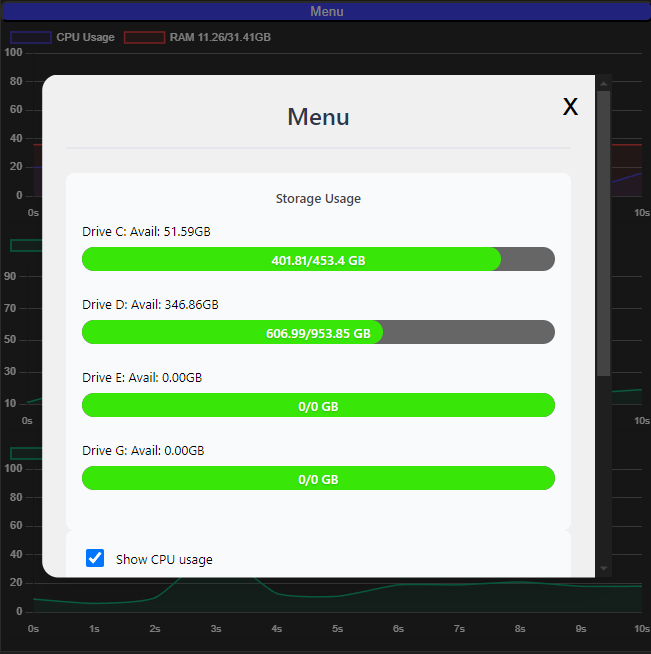 Menu
CPU Usage RAM 11.26/31.41GB
100
80
60
40
20
0
0s 10s
Menu
X
Storage Usage
Drive C: Avail: 51.59GB
401.81/453.4 GB
Drive D: Avail: 346.86GB
606.99/953.85 GB
Drive E: Avail: 0.00GB
0/0 GB
Drive G: Avail: 0.00GB
0/0 GB
Show CPU usage
90
70
50
30
10
0s 10s
100
80
60
40
20
0
0s 1s 2s 3s 4s 5s 6s 7s 8s 9s 10s